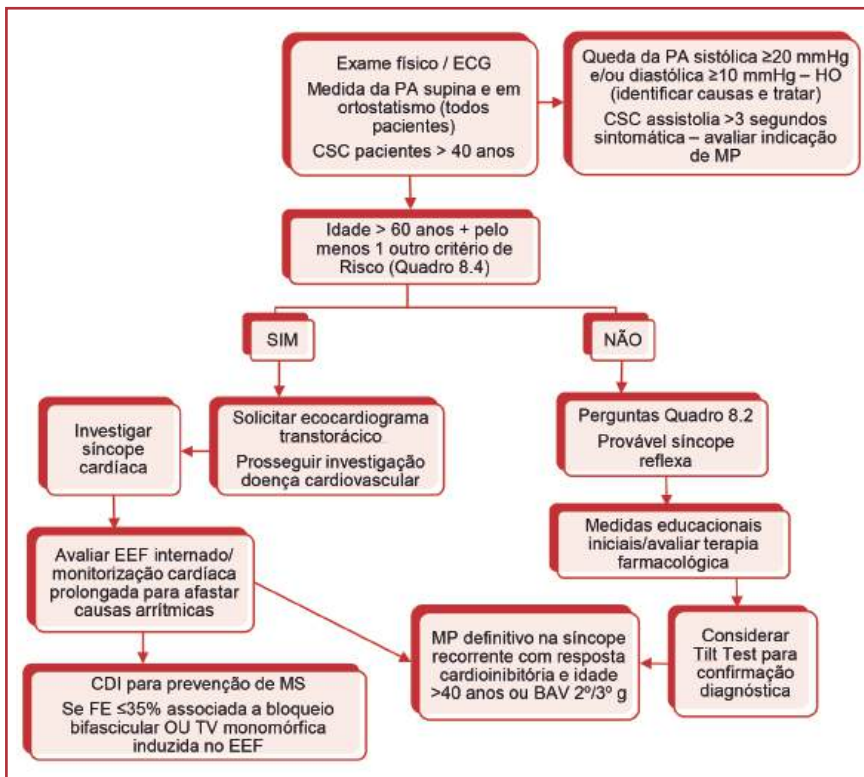 Exame físico / ECG
Medida da PA supina e em
ortostatismo (todos
pacientes)
CSC pacientes > 40 anos
Queda da PA sistólica ≥20 mmHg
e/ou diastólica ≥10 mmHg – HO
(identificar causas e tratar)
CSC assistolia >3 segundos
sintomática – avaliar indicação
de MP
Idade > 60 anos + pelo
menos 1 outro critério de
Risco (Quadro 8.4)
SIM
NÃO
Investigar
síncope
cardíaca
Solicitar ecocardiograma
transtorácico
Prosseguir investigação
doença cardiovascular
Perguntas Quadro 8.2
Provável síncope
reflexa
Avaliar EEF internado/
monitorização cardíaca
prolongada para afastar
causas arrítmicas
Medidas educacionais
iniciais/avaliar terapia
farmacológica
MP definitivo na síncope
recorrente com resposta
cardioinibitória e idade
>40 anos ou BAV 2º/3º g
Considerar
Tilt Test para
confirmação
diagnóstica
CDI para prevenção de MS
Se FE ≤35% associada a bloqueio
bifascicular OU TV monomórfica
induzida no EEF